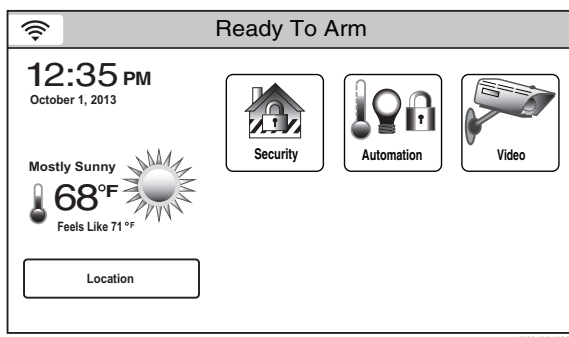 Ready To Arm
12:35 PM
October 1, 2013
Security
Automation
Video
Mostly Sunny
68°F
Feels Like 71 °F
Location